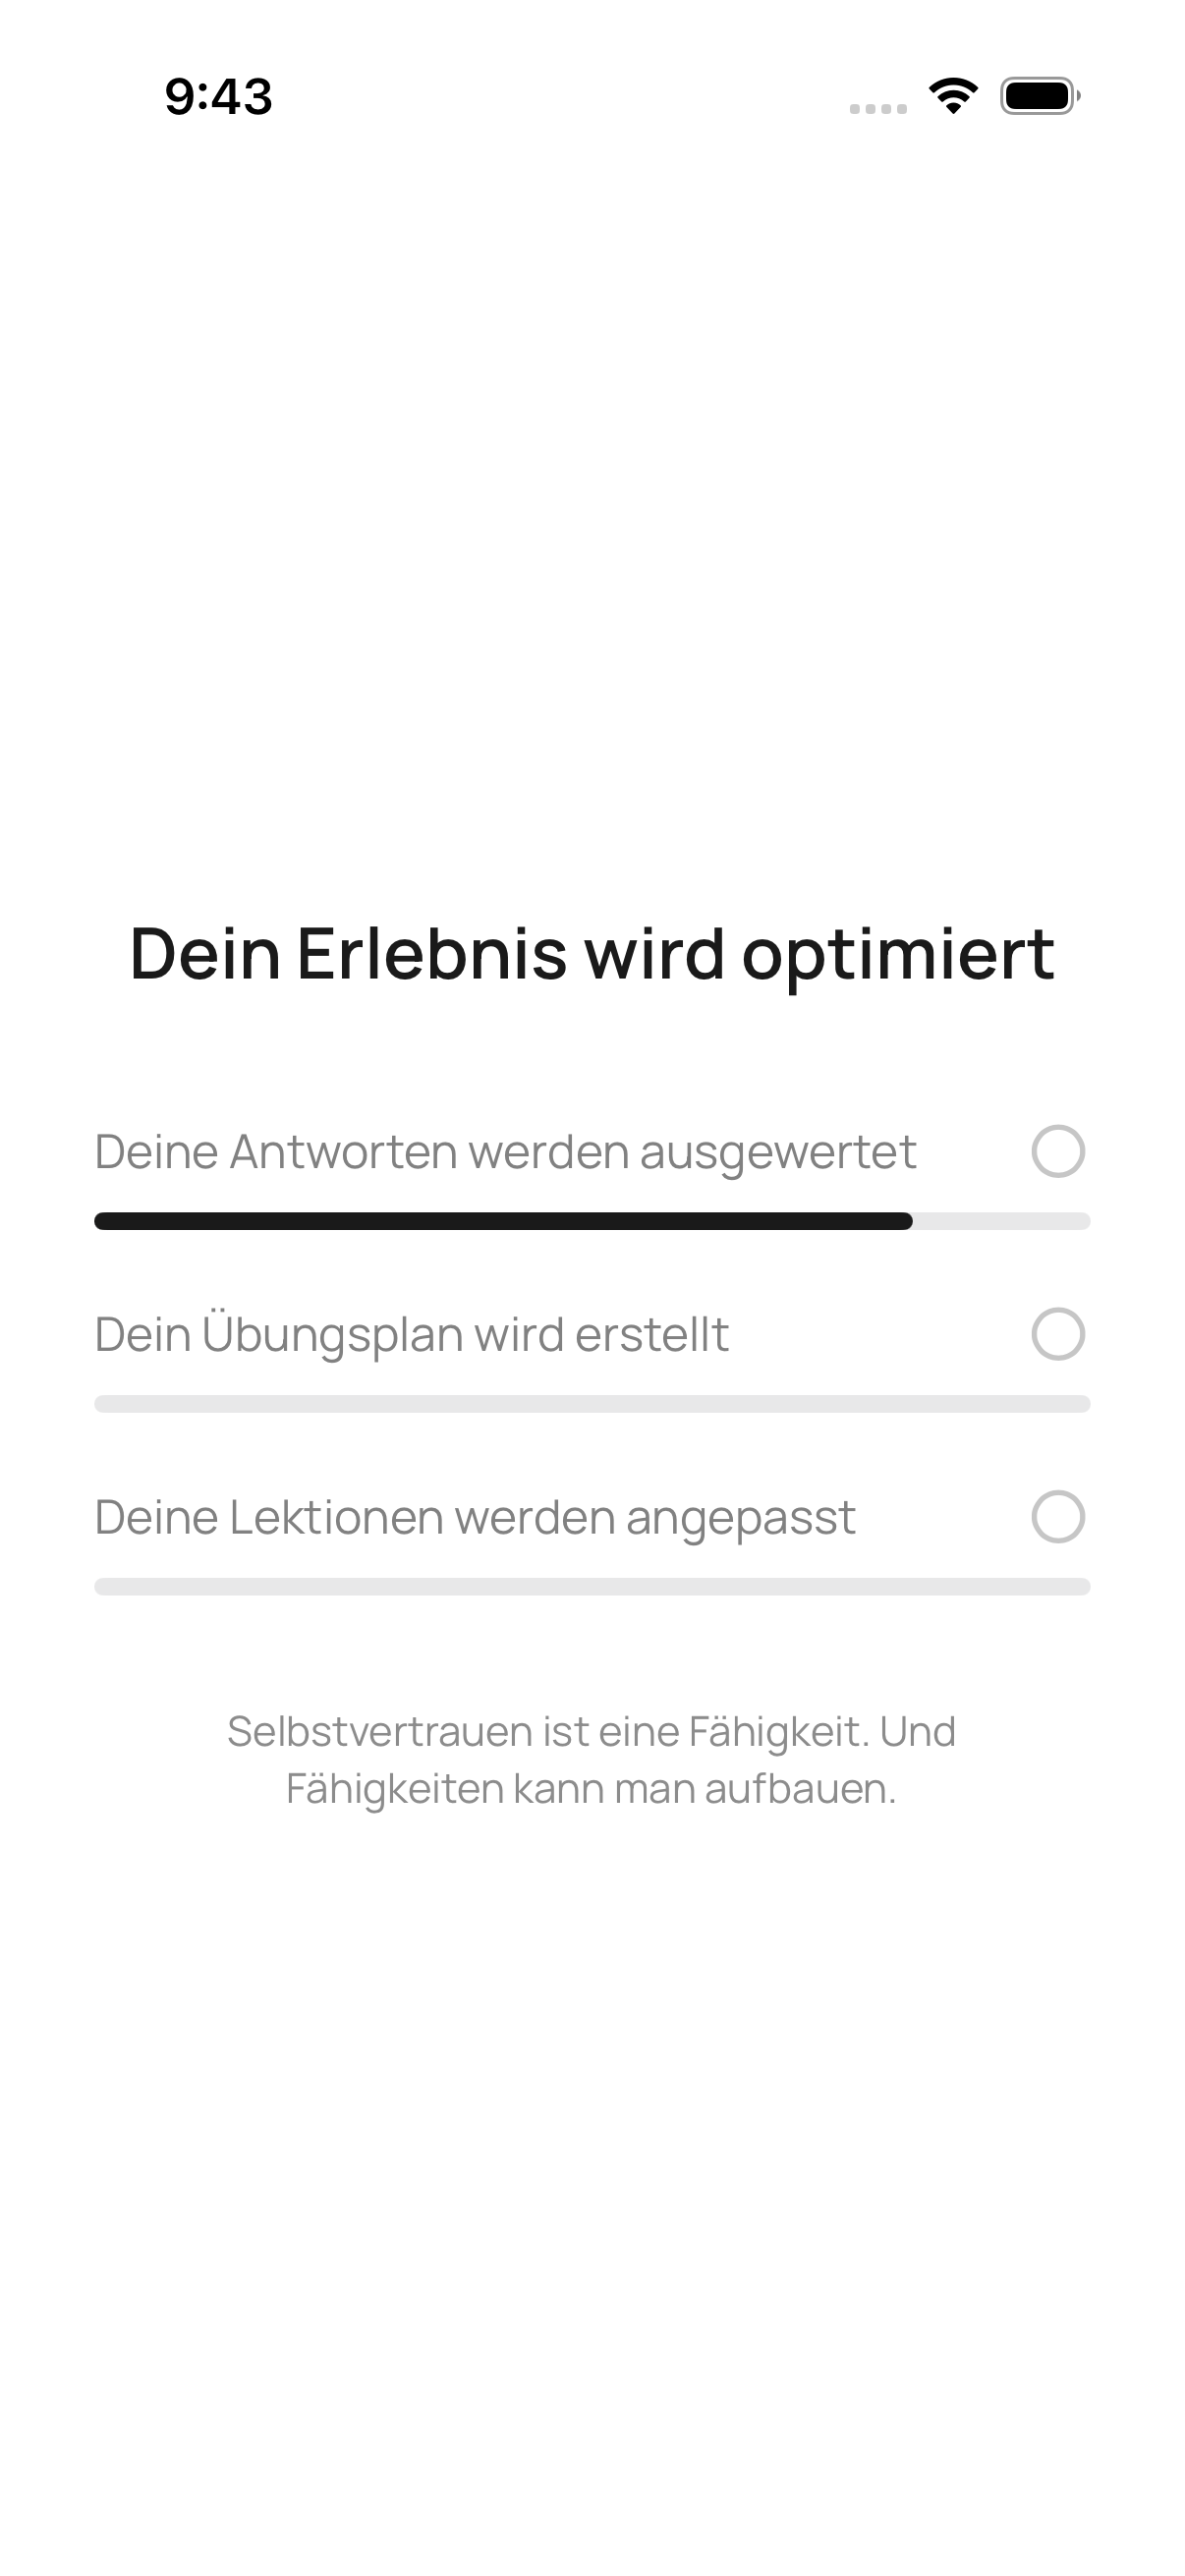 9:43
Dein Erlebnis wird optimiert
Deine Antworten werden ausgewertet
Dein Übungsplan wird erstellt
Deine Lektionen werden angepasst
Selbstvertrauen ist eine Fähigkeit. Und
Fähigkeiten kann man aufbauen.